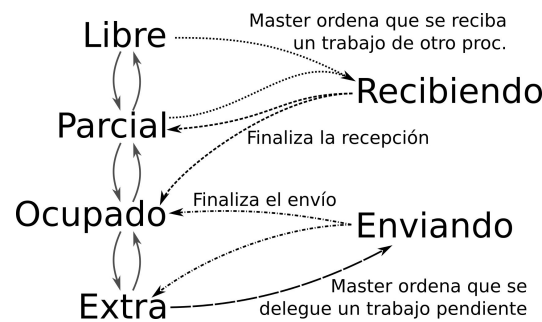 Libre
Master ordena que se reciba
un trabajo de otro proc.
Recibiendo
Parcial
Finaliza la recepción
Finaliza el envío
Ocupado
Enviando
Master ordena que se
delegue un trabajo pendiente
Extra